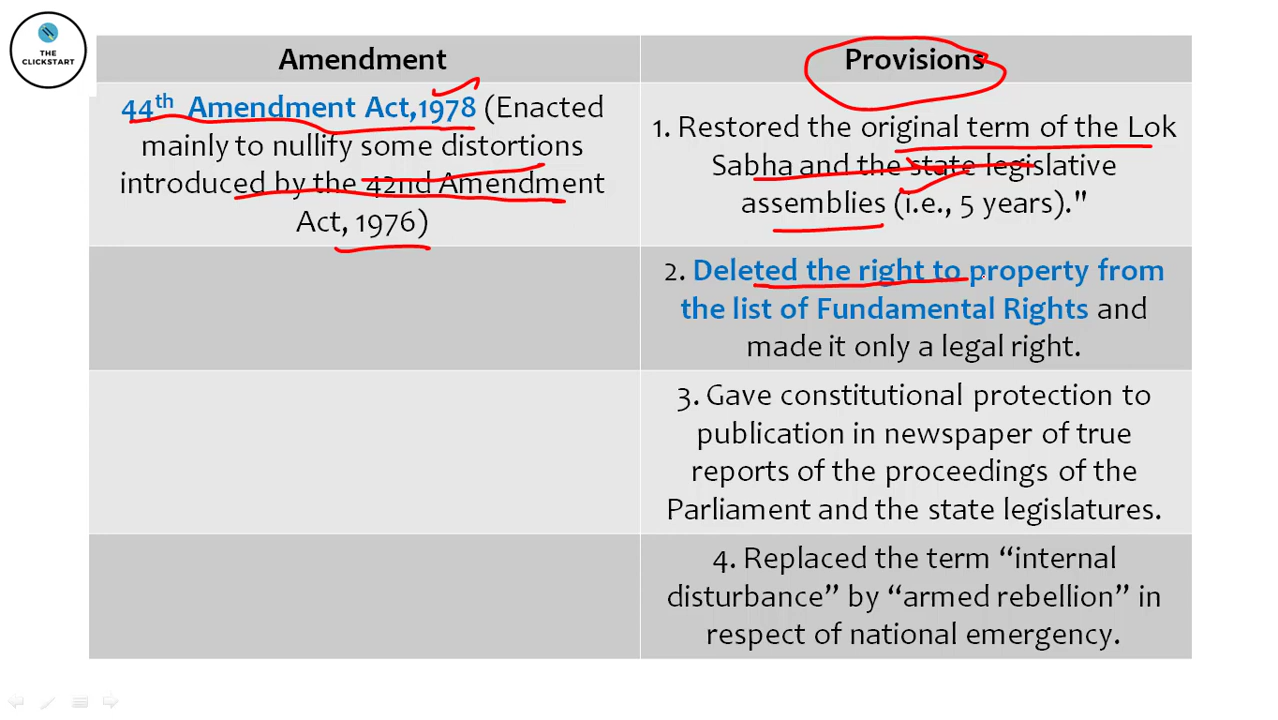 THE
CLICKSTART
Amendment
Provisions
44th Amendment Act,1978 (Enacted
mainly to nullify some distortions
introduced by the 42nd Amendment
Act, 1976)
1. Restored the original term of the Lok
Sabha and the state legislative
assemblies (i.e., 5 years)."
2. Deleted the right to property from
the list of Fundamental Rights and
made it only a legal right.
3. Gave constitutional protection to
publication in newspaper of true
reports of the proceedings of the
Parliament and the state legislatures.
4. Replaced the term “internal
disturbance” by “armed rebellion” in
respect of national emergency.